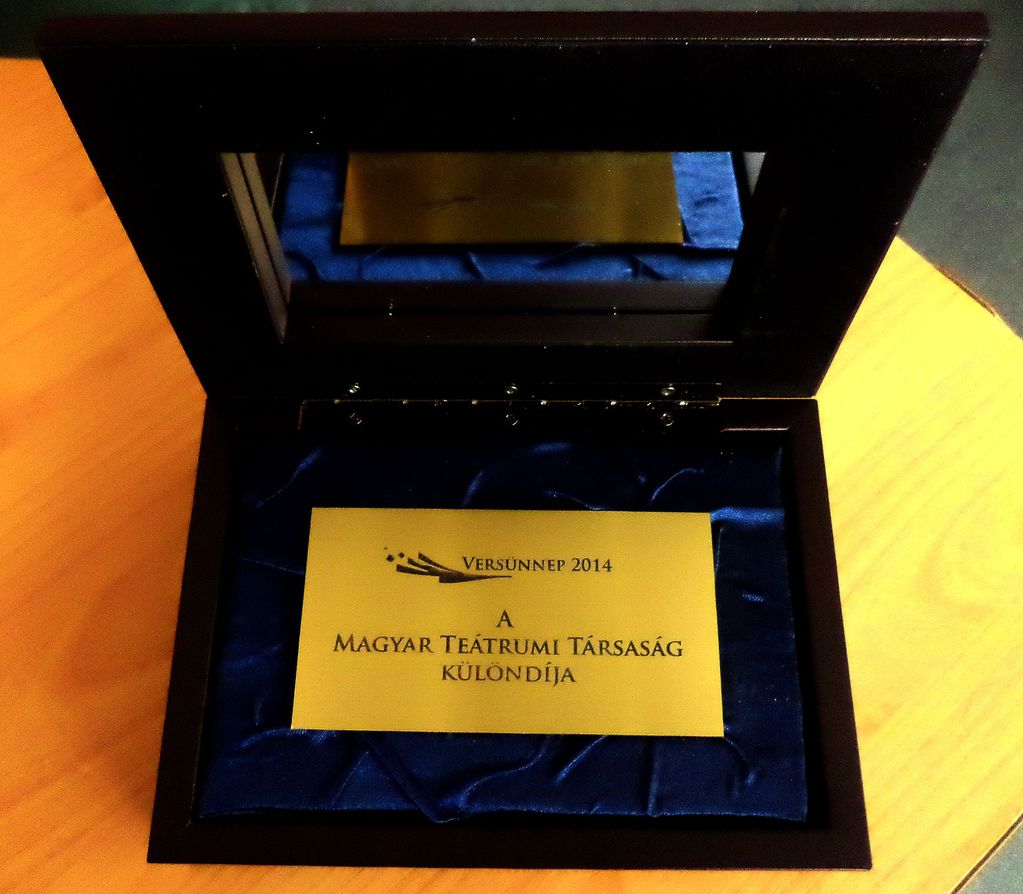 VERSÜNNEP 2014
A
MAGYAR TEÁTRUMI TÁRSASÁG
KÜLÖNDÍJA